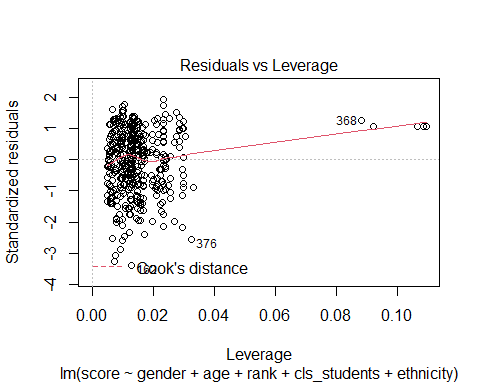 Residuals vs Leverage
Standardized residuals
2
1
0
-1
-2
-3
-4
368
376
162
Cook's distance
0.00 0.02 0.04 0.06 0.08 0.10
Leverage
lm(score ~ gender + age + rank + cls_students + ethnicity)